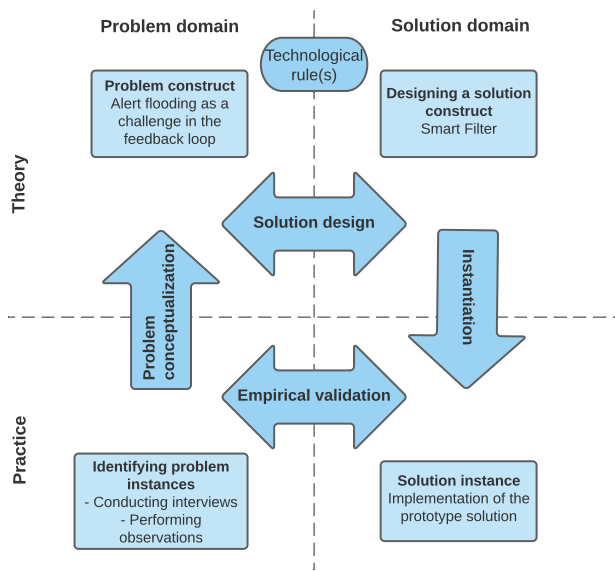 Problem domain
Solution domain
Technological
rule(s)
Problem construct
Alert flooding as a
challenge in the
feedback loop
Designing a solution
construct
Smart Filter
Theory
Solution design
Problem
conceptualization
Instantiation
Empirical validation
Practice
Identifying problem
instances
- Conducting interviews
- Performing
observations
Solution instance
Implementation of the
prototype solution